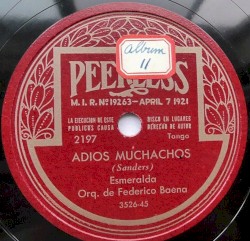 album
11
PEERLESS
M. I. R. Nº 19263—APRIL 7 1921
LA EJECUCION DE ESTE DISCO EN LUGARES
PUBLICOS CAUSA DERECHO DE AUTOR
2197 Tango
ADIOS MUCHACHOS
(Sanders)
Esmeralda
Orq. de Federico Baena
3526-45